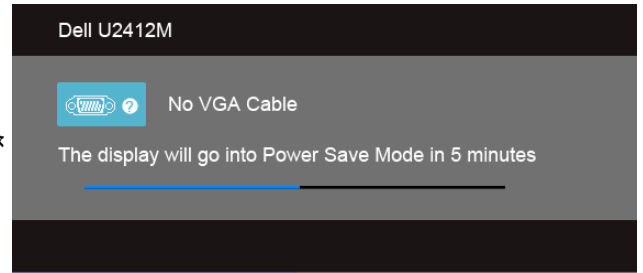 Dell U2412M
No VGA Cable
The display will go into Power Save Mode in 5 minutes